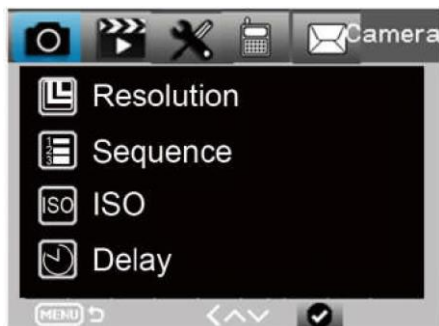 Camera
Resolution
Sequence
ISO ISO
Delay
MENU